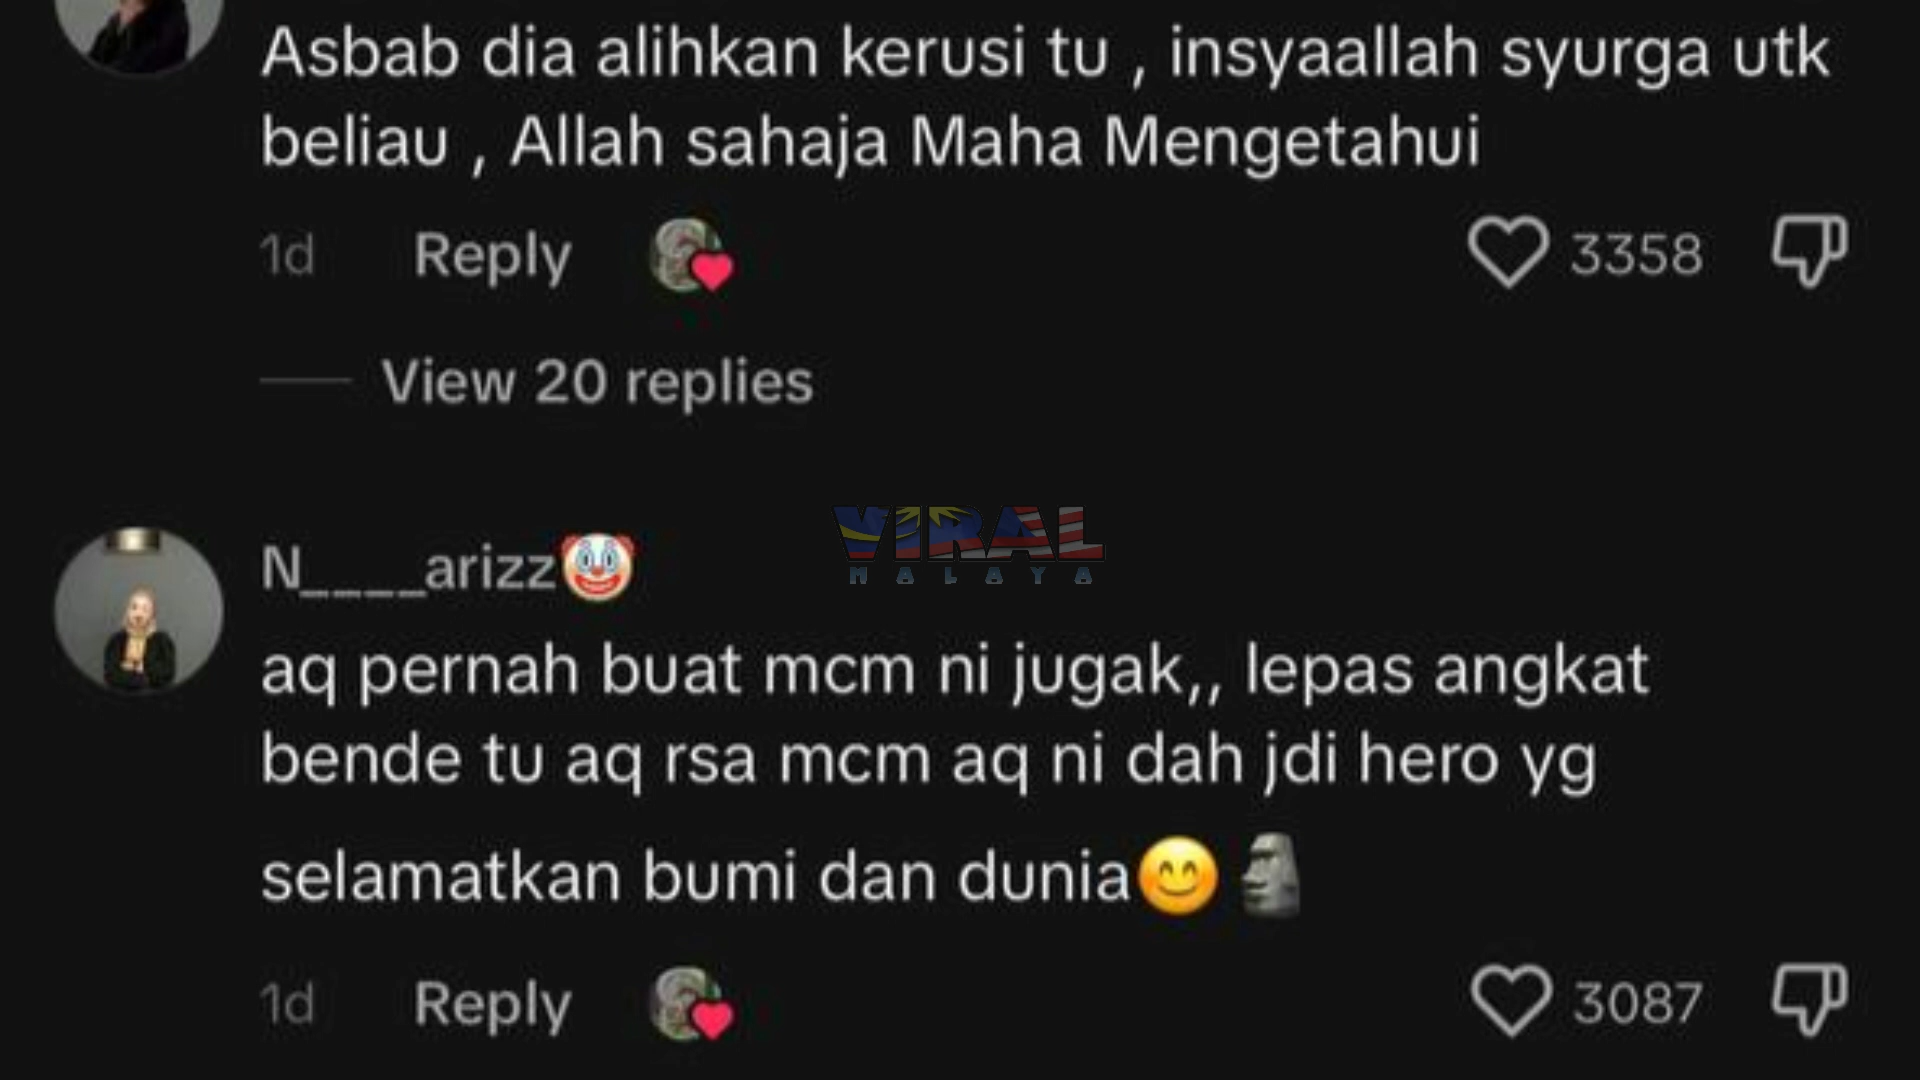 Asbab dia alihkan kerusi tu , insyaallah syurga utk
beliau , Allah sahaja Maha Mengetahui
1d Reply 3358
View 20 replies
VIRAL
MALAYA
N____arizz🤡
aq pernah buat mcm ni jugak,, lepas angkat
bende tu aq rsa mcm aq ni dah jdi hero yg
selamatkan bumi dan dunia😊🗿
1d Reply 3087